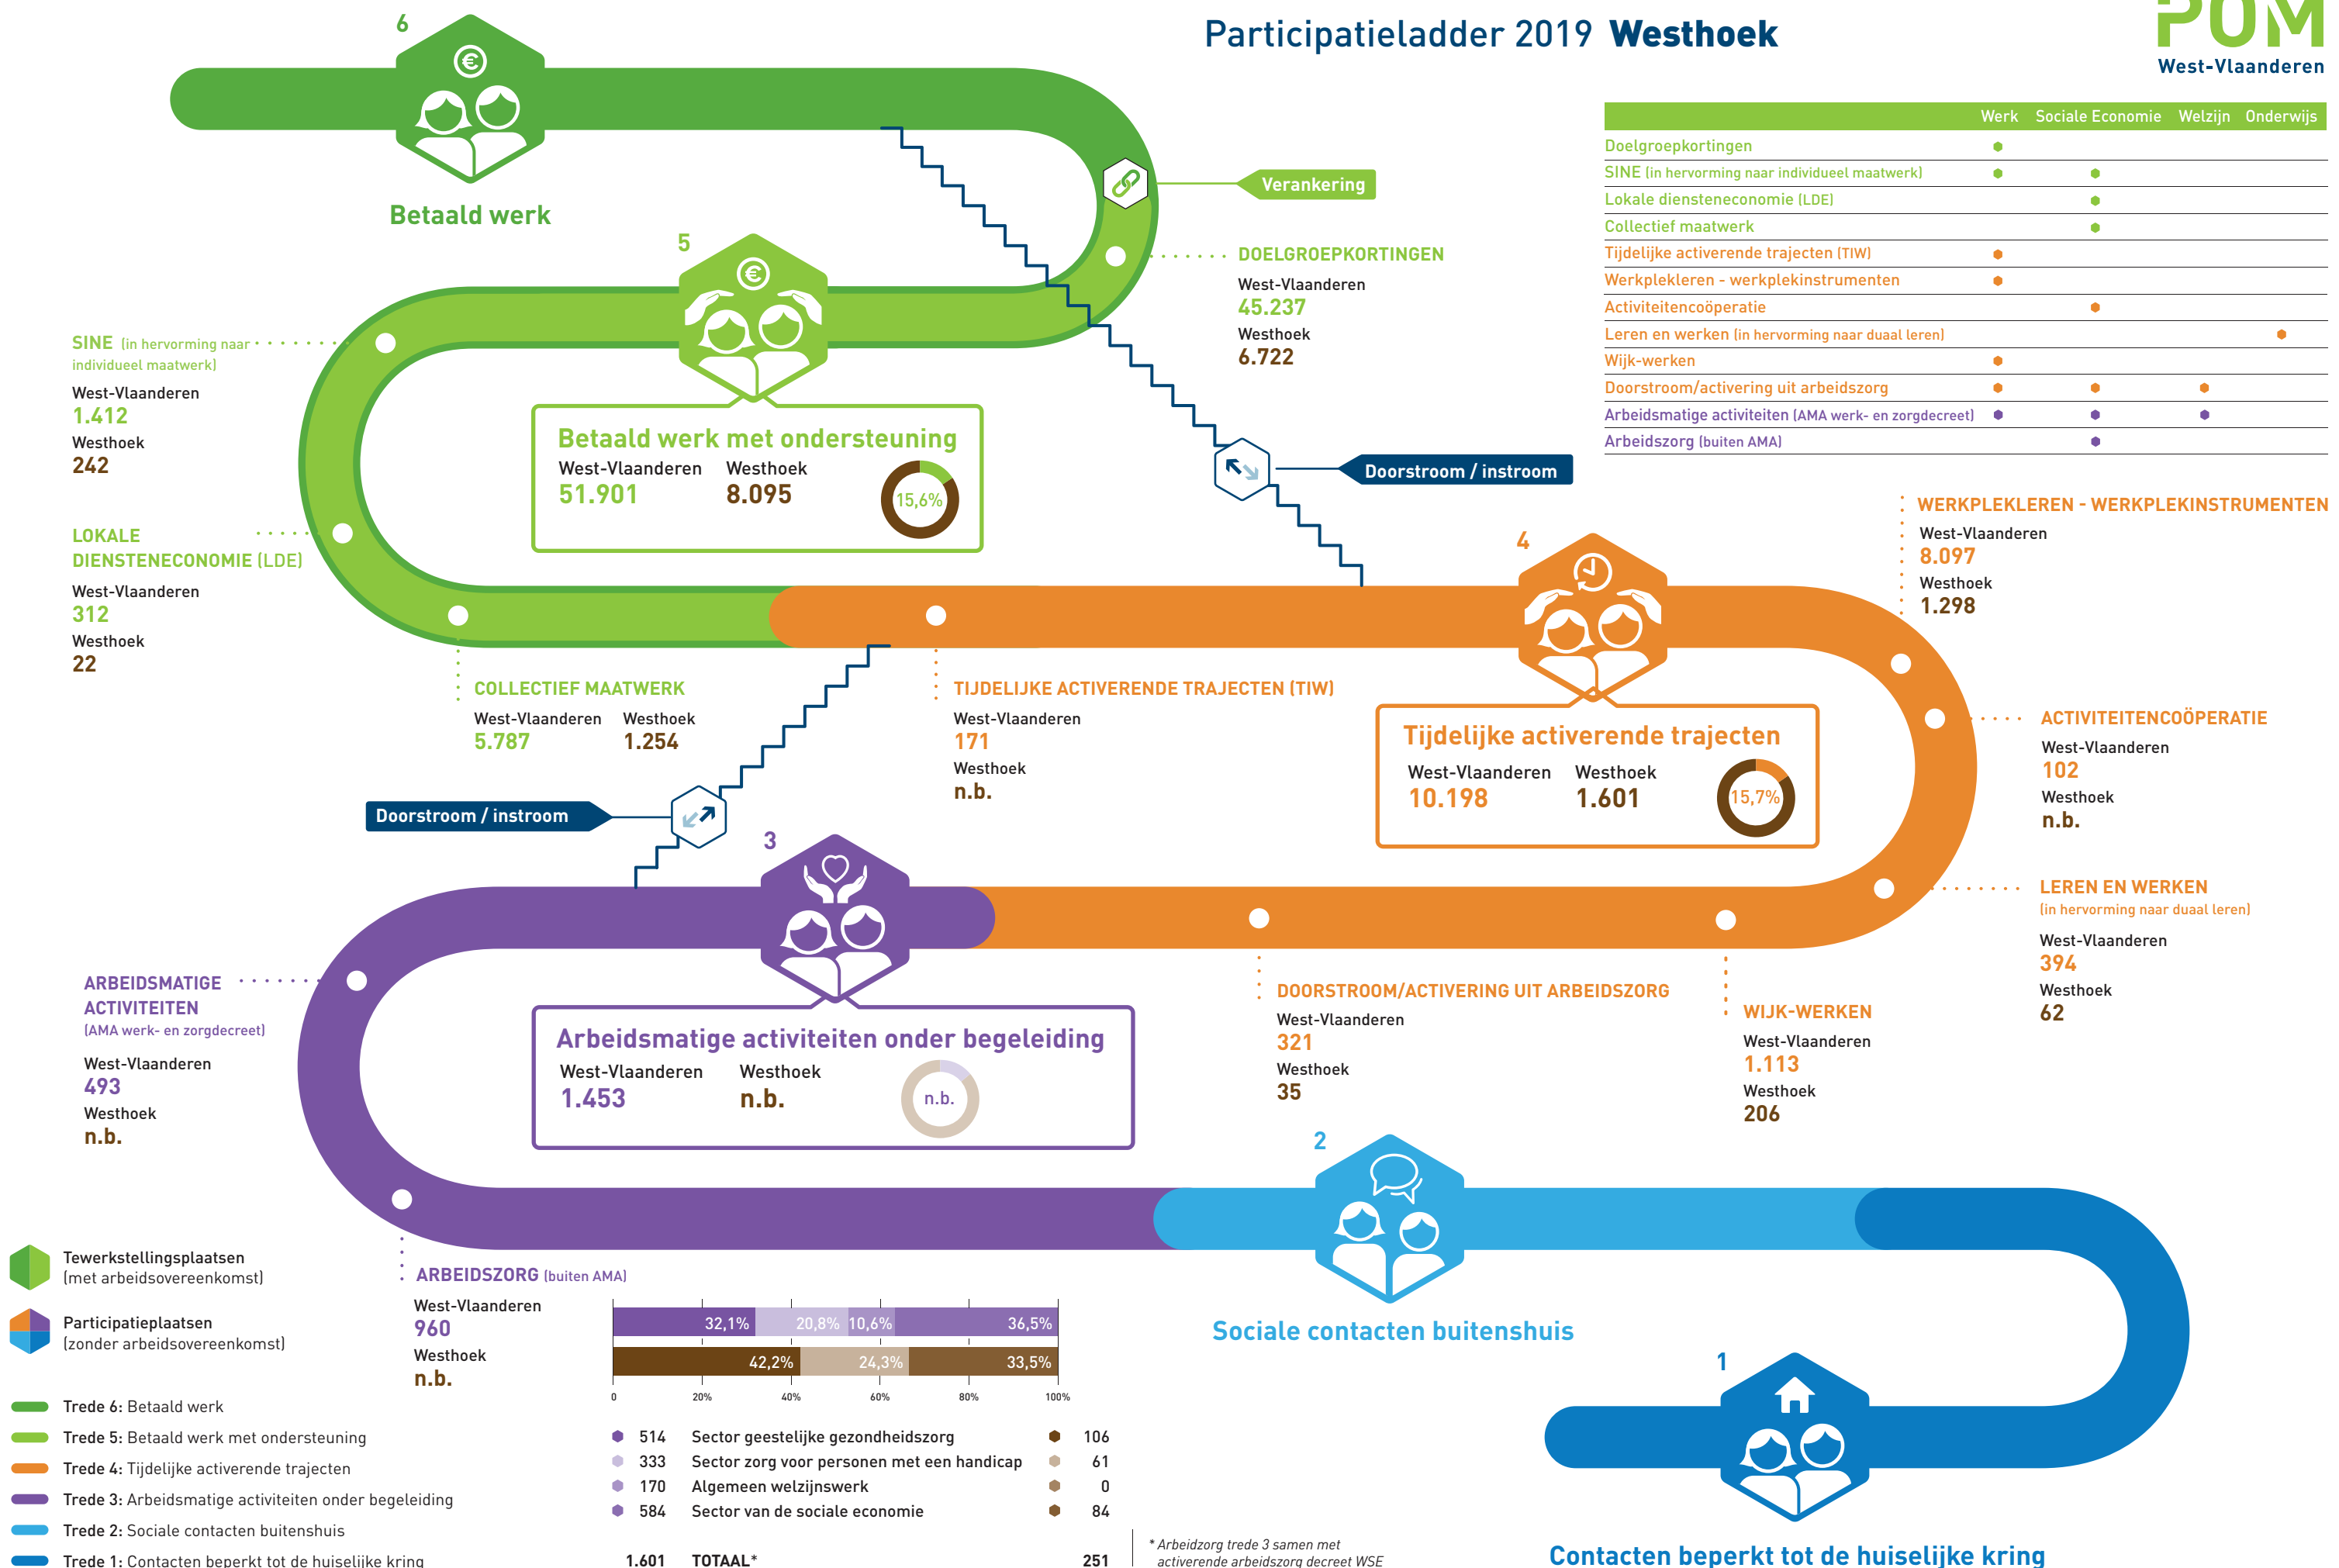 Participatieladder 2019 Westhoek
POM
West-Vlaanderen
6
Betaald werk
Verankering
Werk Sociale Economie Welzijn Onderwijs
Doelgroepkortingen
SINE (in hervorming naar individueel maatwerk)
Lokale diensteneconomie (LDE)
Collectief maatwerk
Tijdelijke activerende trajecten (TIW)
Werkplekleren - werkplekinstrumenten
Activiteitencoöperatie
Leren en werken (in hervorming naar duaal leren)
Wijk-werken
Doorstroom/activering uit arbeidszorg
Arbeidsmatige activiteiten (AMA werk- en zorgdecreet)
Arbeidszorg (buiten AMA)
DOELGROEPKORTINGEN
West-Vlaanderen
45.237
Westhoek
6.722
5
Betaald werk met ondersteuning
West-Vlaanderen Westhoek
51.901 8.095
15,6%
SINE (in hervorming naar
individueel maatwerk)
West-Vlaanderen
1.412
Westhoek
242
LOKALE
DIENSTENECONOMIE (LDE)
West-Vlaanderen
312
Westhoek
22
COLLECTIEF MAATWERK
West-Vlaanderen Westhoek
5.787 1.254
Doorstroom / instroom
TIJDELIJKE ACTIVERENDE TRAJECTEN (TIW)
West-Vlaanderen
171
Westhoek
n.b.
4
Tijdelijke activerende trajecten
West-Vlaanderen Westhoek
10.198 1.601
15,7%
WERKPLEKLEREN - WERKPLEKINSTRUMENTEN
West-Vlaanderen
8.097
Westhoek
1.298
ACTIVITEITENCOÖPERATIE
West-Vlaanderen
102
Westhoek
n.b.
LEREN EN WERKEN
(in hervorming naar duaal leren)
West-Vlaanderen
394
Westhoek
62
WIJK-WERKEN
West-Vlaanderen
1.113
Westhoek
206
DOORSTROOM/ACTIVERING UIT ARBEIDSZORG
West-Vlaanderen
321
Westhoek
35
Doorstroom / instroom
3
Arbeidsmatige activiteiten onder begeleiding
West-Vlaanderen Westhoek
1.453 n.b.
n.b.
ARBEIDSMATIGE
ACTIVITEITEN
(AMA werk- en zorgdecreet)
West-Vlaanderen
493
Westhoek
n.b.
ARBEIDSZORG (buiten AMA)
West-Vlaanderen
960
Westhoek
n.b.
32,1% 20,8% 10,6% 36,5%
42,2% 24,3% 33,5%
0 20% 40% 60% 80% 100%
514 Sector geestelijke gezondheidszorg 106
333 Sector zorg voor personen met een handicap 61
170 Algemeen welzijnswerk 0
584 Sector van de sociale economie 84
1.601 TOTAAL* 251
* Arbeidzorg trede 3 samen met
activerende arbeidszorg decreet WSE
2
Sociale contacten buitenshuis
1
Contacten beperkt tot de huiselijke kring
Tewerkstellingsplaatsen
(met arbeidsovereenkomst)
Participatieplaatsen
(zonder arbeidsovereenkomst)
Trede 6: Betaald werk
Trede 5: Betaald werk met ondersteuning
Trede 4: Tijdelijke activerende trajecten
Trede 3: Arbeidsmatige activiteiten onder begeleiding
Trede 2: Sociale contacten buitenshuis
Trede 1: Contacten beperkt tot de huiselijke kring